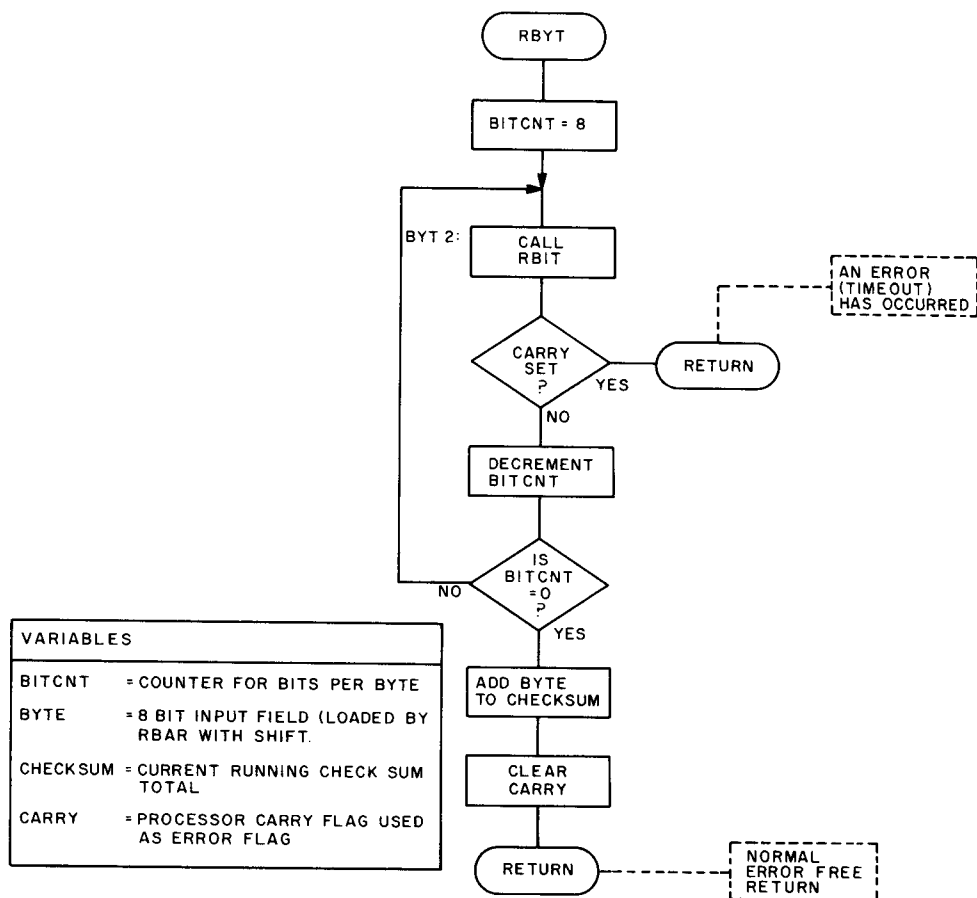 RBYT
BITCNT = 8
BYT 2:
CALL
RBIT
AN ERROR
(TIMEOUT)
HAS OCCURRED
CARRY
SET
?
YES
RETURN
NO
DECREMENT
BITCNT
IS
BITCNT
=0
?
NO
YES
ADD BYTE
TO CHECKSUM
CLEAR
CARRY
RETURN
NORMAL
ERROR FREE
RETURN
VARIABLES
BITCNT = COUNTER FOR BITS PER BYTE
BYTE = 8 BIT INPUT FIELD (LOADED BY
RBAR WITH SHIFT.
CHECKSUM = CURRENT RUNNING CHECK SUM
TOTAL
CARRY = PROCESSOR CARRY FLAG USED
AS ERROR FLAG